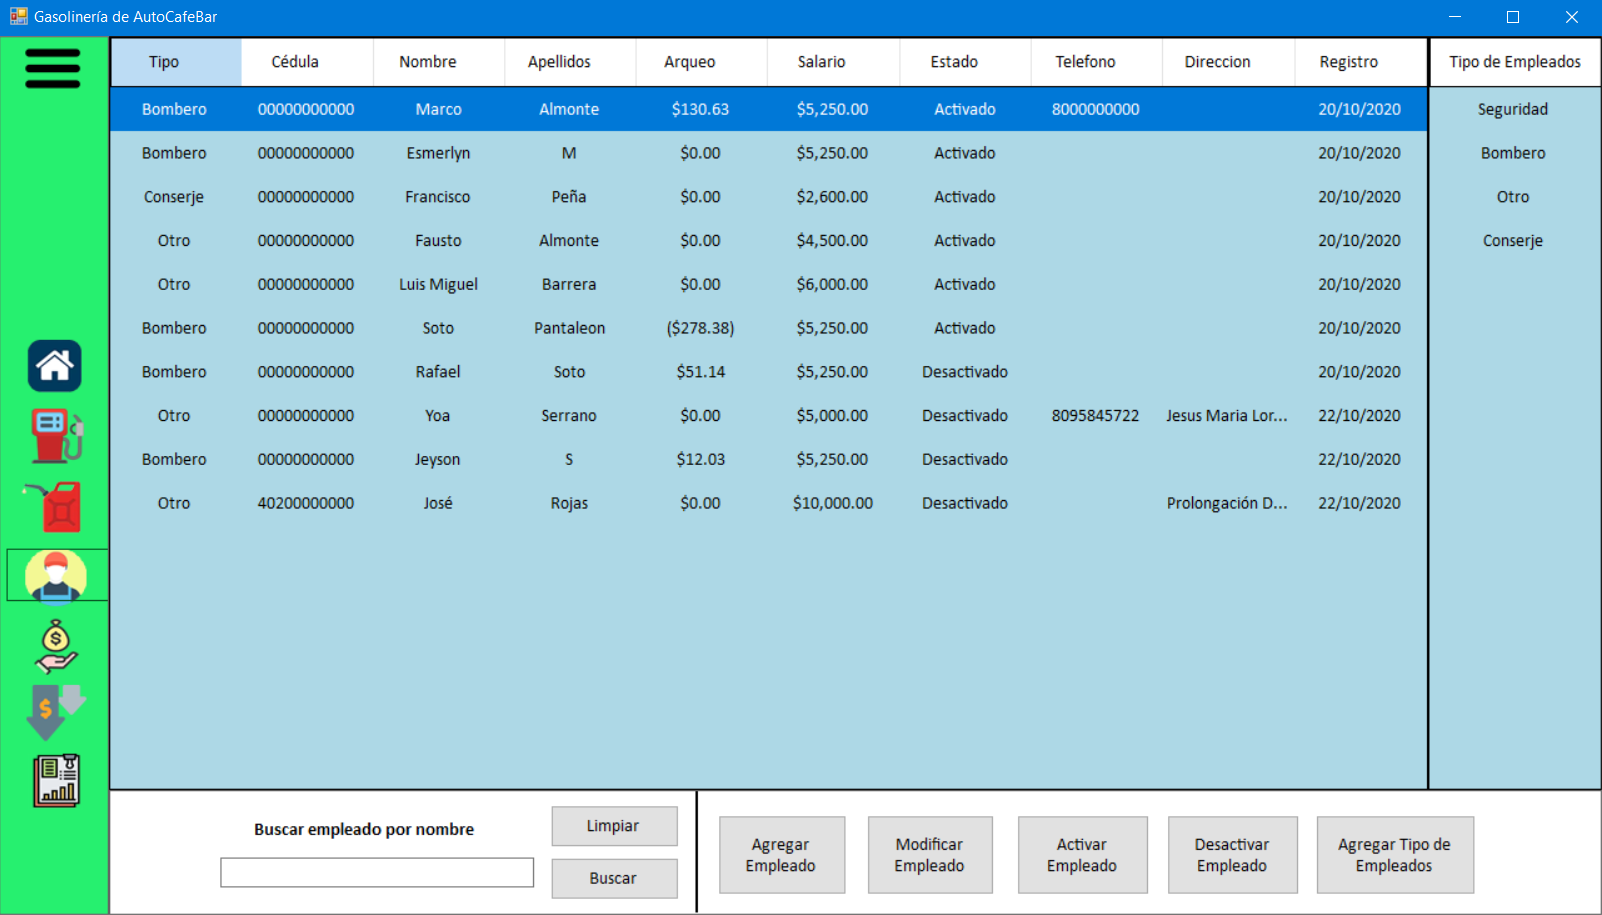 Gasolinería de AutoCafeBar
Tipo Cédula Nombre Apellidos Arqueo Salario Estado Telefono Direccion Registro Tipo de Empleados
Bombero 00000000000 Marco Almonte $130.63 $5,250.00 Activado 8000000000 20/10/2020 Seguridad
Bombero 00000000000 Esmerlyn M $0.00 $5,250.00 Activado 20/10/2020 Bombero
Conserje 00000000000 Francisco Peña $0.00 $2,600.00 Activado 20/10/2020 Otro
Otro 00000000000 Fausto Almonte $0.00 $4,500.00 Activado 20/10/2020 Conserje
Otro 00000000000 Luis Miguel Barrera $0.00 $6,000.00 Activado 20/10/2020
Bombero 00000000000 Soto Pantaleon ($278.38) $5,250.00 Activado 20/10/2020
Bombero 00000000000 Rafael Soto $51.14 $5,250.00 Desactivado 20/10/2020
Otro 00000000000 Yoa Serrano $0.00 $5,000.00 Desactivado 8095845722 Jesus Maria Lor... 22/10/2020
Bombero 00000000000 Jeyson S $12.03 $5,250.00 Desactivado 22/10/2020
Otro 40200000000 José Rojas $0.00 $10,000.00 Desactivado Prolongación D... 22/10/2020
Buscar empleado por nombre
Limpiar
Buscar
Agregar
Empleado
Modificar
Empleado
Activar
Empleado
Desactivar
Empleado
Agregar Tipo de
Empleados